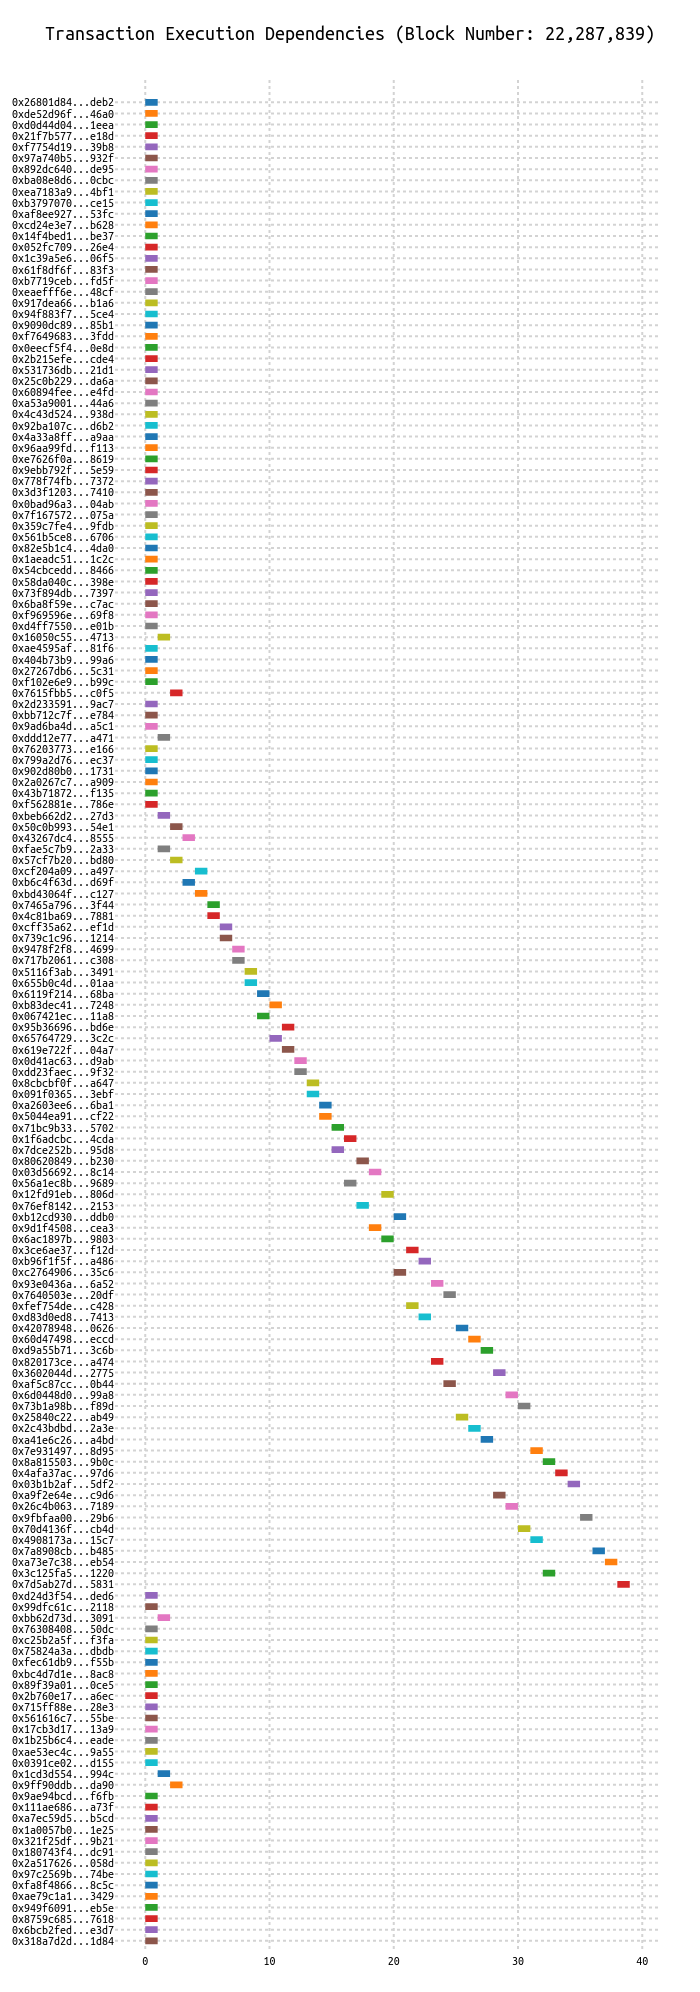 Transaction Execution Dependencies (Block Number: 22,287,839)
0x26801d84...deb2
0xde52d96f...46a0
0xd0d44d04...1eea
0x21f7b577...e18d
0xf7754d19...39b8
0x97a740b5...932f
0x892dc640...de95
0xba08e8d6...0cbc
0xea7183a9...4bf1
0xb3797070...ce15
0xaf8ee927...53fc
0xcd24e3e7...b628
0x14f4bed1...be37
0x052fc709...26e4
0x1c39a5e6...06f5
0x61f8df6f...83f3
0xb7719ceb...fd5f
0xeaefff6e...48cf
0x917dea66...b1a6
0x94f883f7...5ce4
0x9090dc89...85b1
0xf7649683...3fdd
0x0eecf5f4...0e8d
0x2b215efe...cde4
0x531736db...21d1
0x25c0b229...da6a
0x60894fee...e4fd
0xa53a9001...44a6
0x4c43d524...938d
0x92ba107c...d6b2
0x4a33a8ff...a9aa
0x96aa99fd...f113
0xe7626f0a...8619
0x9ebb792f...5e59
0x778f74fb...7372
0x3d3f1203...7410
0x0bad96a3...04ab
0x7f167572...075a
0x359c7fe4...9fdb
0x561b5ce8...6706
0x82e5b1c4...4da0
0x1aeadc51...1c2c
0x54cbcedd...8466
0x58da040c...398e
0x73f894db...7397
0x6ba8f59e...c7ac
0xf969596e...69f8
0xd4ff7550...e01b
0x16050c55...4713
0xae4595af...81f6
0x404b73b9...99a6
0x27267db6...5c31
0xf102e6e9...b99c
0x7615fbb5...c0f5
0x2d233591...9ac7
0xbb712c7f...e784
0x9ad6ba4d...a5c1
0xddd12e77...a471
0x76203773...e166
0x799a2d76...ec37
0x902d80b0...1731
0x2a0267c7...a909
0x43b71872...f135
0xf562881e...786e
0xbeb662d2...27d3
0x50c0b993...54e1
0x43267dc4...8555
0xfae5c7b9...2a33
0x57cf7b20...bd80
0xcf204a09...a497
0xb6c4f63d...d69f
0xbd43064f...c127
0x7465a796...3f44
0x4c81ba69...7881
0xcff35a62...ef1d
0x739c1c96...1214
0x9478f2f8...4699
0x717b2061...c308
0x5116f3ab...3491
0x655b0c4d...01aa
0x6119f214...68ba
0xb83dec41...7248
0x067421ec...11a8
0x95b36696...bd6e
0x65764729...3c2c
0x619e722f...04a7
0x0d41ac63...d9ab
0xdd23faec...9f32
0x8cbcbf0f...a647
0x091f0365...3ebf
0xa2603ee6...6ba1
0x5044ea91...cf22
0x71bc9b33...5702
0x1f6adcbc...4cda
0x7dce252b...95d8
0x80620849...b230
0x03d56692...8c14
0x56a1ec8b...9689
0x12fd91eb...806d
0x76ef8142...2153
0xb12cd930...ddb0
0x9d1f4508...cea3
0x6ac1897b...9803
0x3ce6ae37...f12d
0xb96f1f5f...a486
0xc2764906...35c6
0x93e0436a...6a52
0x7640503e...20df
0xfef754de...c428
0xd83d0ed8...7413
0x42078948...0626
0x60d47498...eccd
0xd9a55b71...3c6b
0x820173ce...a474
0x3602044d...2775
0xaf5c87cc...0b44
0x6d0448d0...99a8
0x73b1a98b...f89d
0x25840c22...ab49
0x2c43bdbd...2a3e
0xa41e6c26...a4bd
0x7e931497...8d95
0x8a815503...9b0c
0x4afa37ac...97d6
0x03b1b2af...5df2
0xa9f2e64e...c9d6
0x26c4b063...7189
0x9fbfaa00...29b6
0x70d4136f...cb4d
0x4908173a...15c7
0x7a8908cb...b485
0xa73e7c38...eb54
0x3c125fa5...1220
0x7d5ab27d...5831
0xd24d3f54...ded6
0x99dfc61c...2118
0xbb62d73d...3091
0x76308408...50dc
0xc25b2a5f...f3fa
0x75824a3a...dbdb
0xfec61db9...f55b
0xbc4d7d1e...8ac8
0x89f39a01...0ce5
0x2b760e17...a6ec
0x715ff88e...28e3
0x561616c7...55be
0x17cb3d17...13a9
0x1b25b6c4...eade
0xae53ec4c...9a55
0x0391ce02...d155
0x1cd3d554...994c
0x9ff90ddb...da90
0x9ae94bcd...f6fb
0x111ae686...a73f
0xa7ec59d5...b5cd
0x1a0057b0...1e25
0x321f25df...9b21
0x180743f4...dc91
0x2a517626...058d
0x97c2569b...74be
0xfa8f4866...8c5c
0xae79c1a1...3429
0x949f6091...eb5e
0x8759c685...7618
0x6bcb2fed...e3d7
0x318a7d2d...1d84
0 10 20 30 40